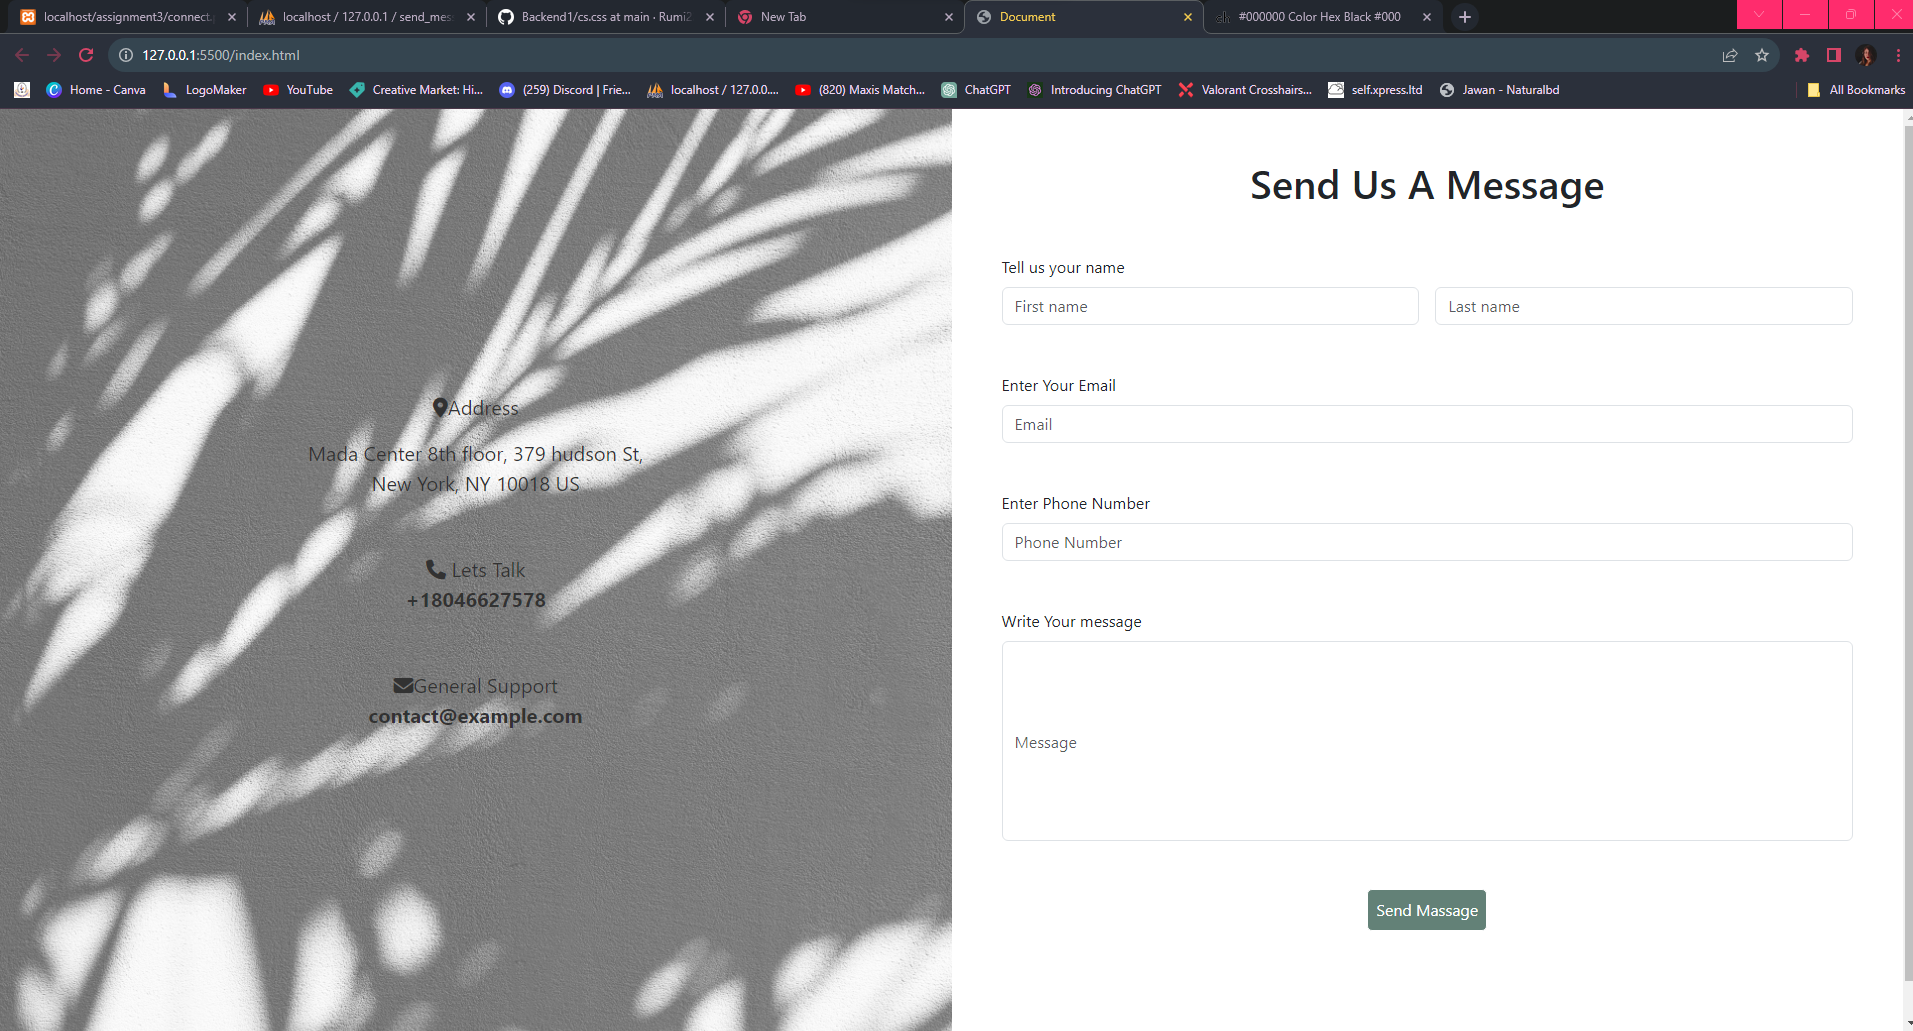 localhost/assignment3/connect.
localhost / 127.0.0.1 / send_mes
Backend1/cs.css at main · Rumi2
New Tab
Document
#000000 Color Hex Black #000
127.0.0.1:5500/index.html
Home - Canva
LogoMaker
YouTube
Creative Market: Hi...
(259) Discord | Frie...
localhost / 127.0.0....
(820) Maxis Match...
ChatGPT
Introducing ChatGPT
Valorant Crosshairs...
self.xpress.ltd
Jawan - Naturalbd
All Bookmarks
Address
Mada Center 8th floor, 379 hudson St,
New York, NY 10018 US
Lets Talk
+18046627578
General Support
contact@example.com
Send Us A Message
Tell us your name
First name
Last name
Enter Your Email
Email
Enter Phone Number
Phone Number
Write Your message
Message
Send Massage